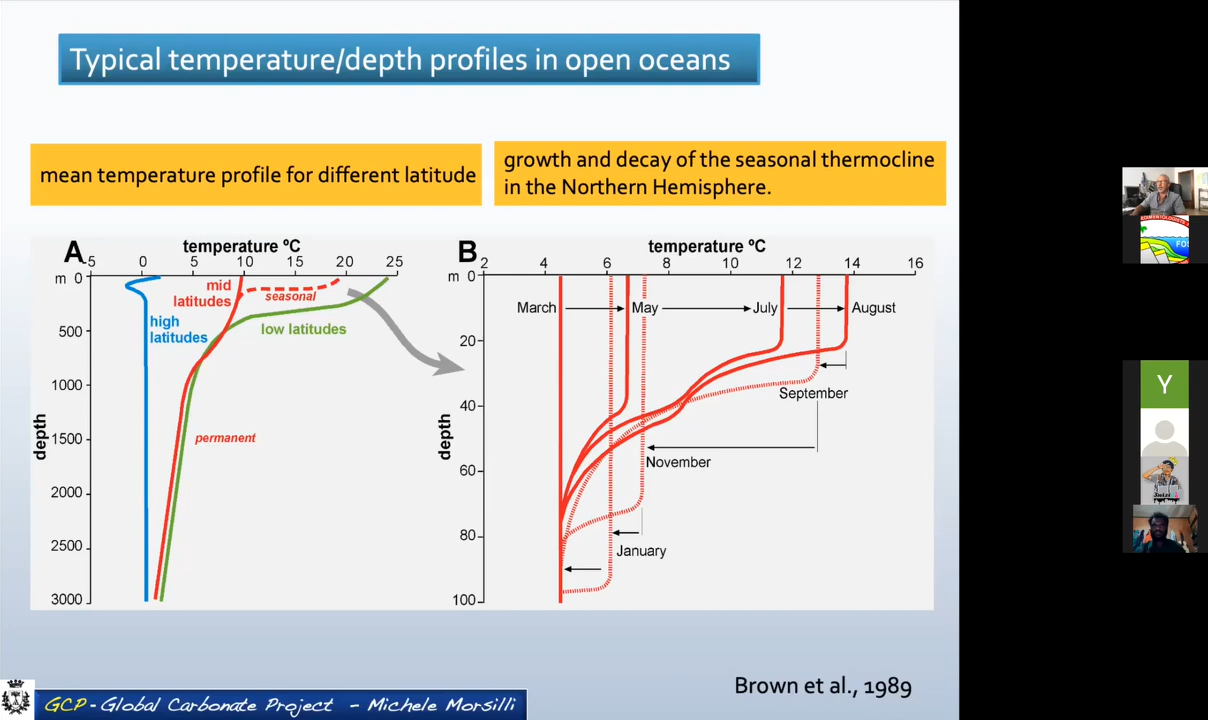 Typical temperature/depth profiles in open oceans
mean temperature profile for different latitude
growth and decay of the seasonal thermocline
in the Northern Hemisphere.
A
temperature ºC
-5 0 5 10 15 20 25
m 0
500
1000
1500
2000
2500
3000
depth
mid
latitudes
seasonal
high
latitudes
low latitudes
permanent
B
temperature ºC
2 4 6 8 10 12 14 16
m 0
20
40
60
80
100
depth
March
May
July
August
September
November
January
Brown et al., 1989
GCP - Global Carbonate Project - Michele Morsilli
Y
FOS